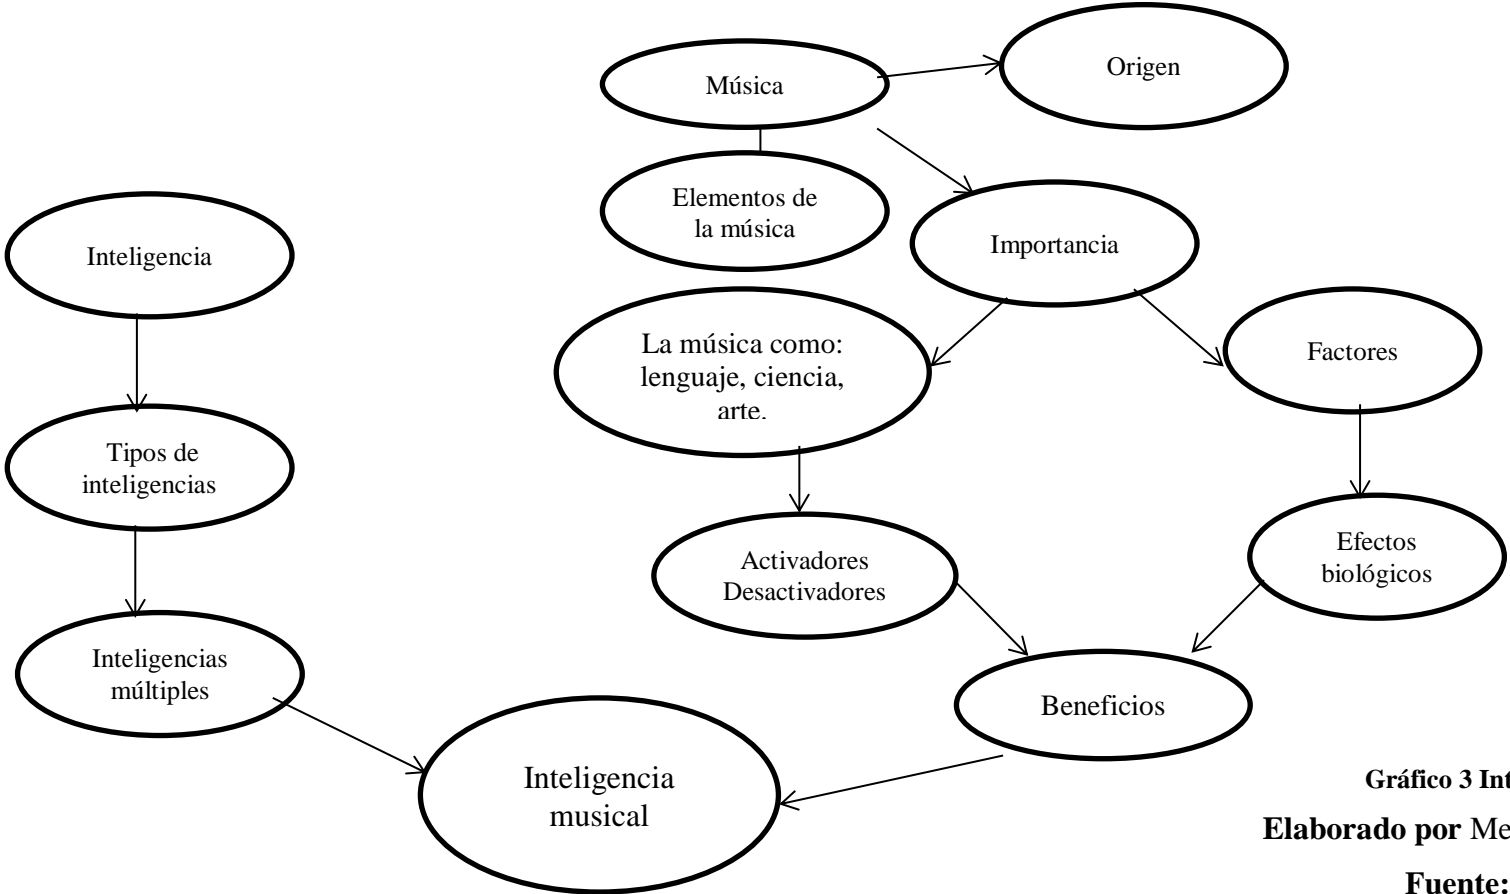 Música
Origen
Elementos de
la música
Importancia
Inteligencia
La música como:
lenguaje, ciencia,
arte.
Factores
Tipos de
inteligencias
Activadores
Desactivadores
Efectos
biológicos
Inteligencias
múltiples
Beneficios
Inteligencia
musical
Gráfico 3 Int
Elaborado por Me
Fuente: